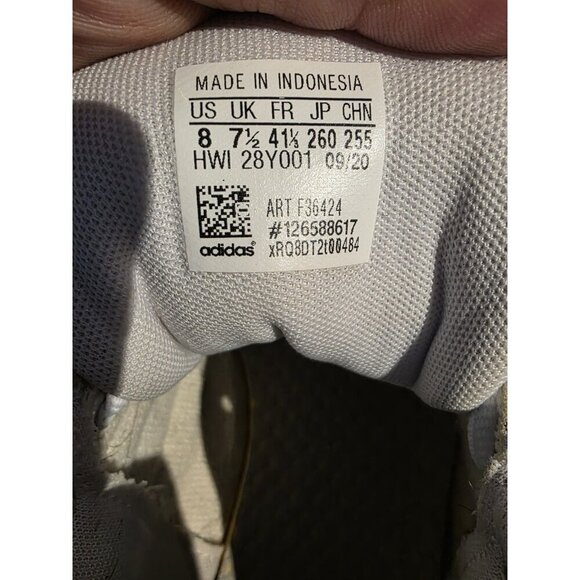 MADE IN INDONESIA
US UK FR JP CHN
8 7½ 41⅓ 260 255
HWI 28Y001 09/20
ART F36424
#126588617
adidas® xRQ8DT2t00484